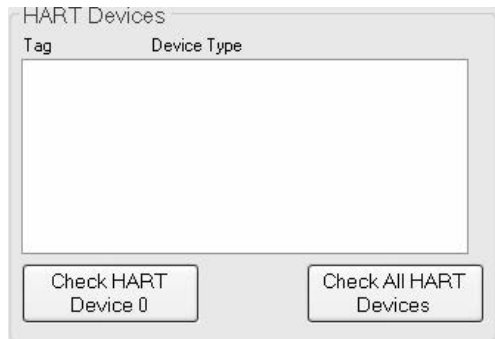 HART Devices
Tag Device Type
Check HART
Device 0
Check All HART
Devices